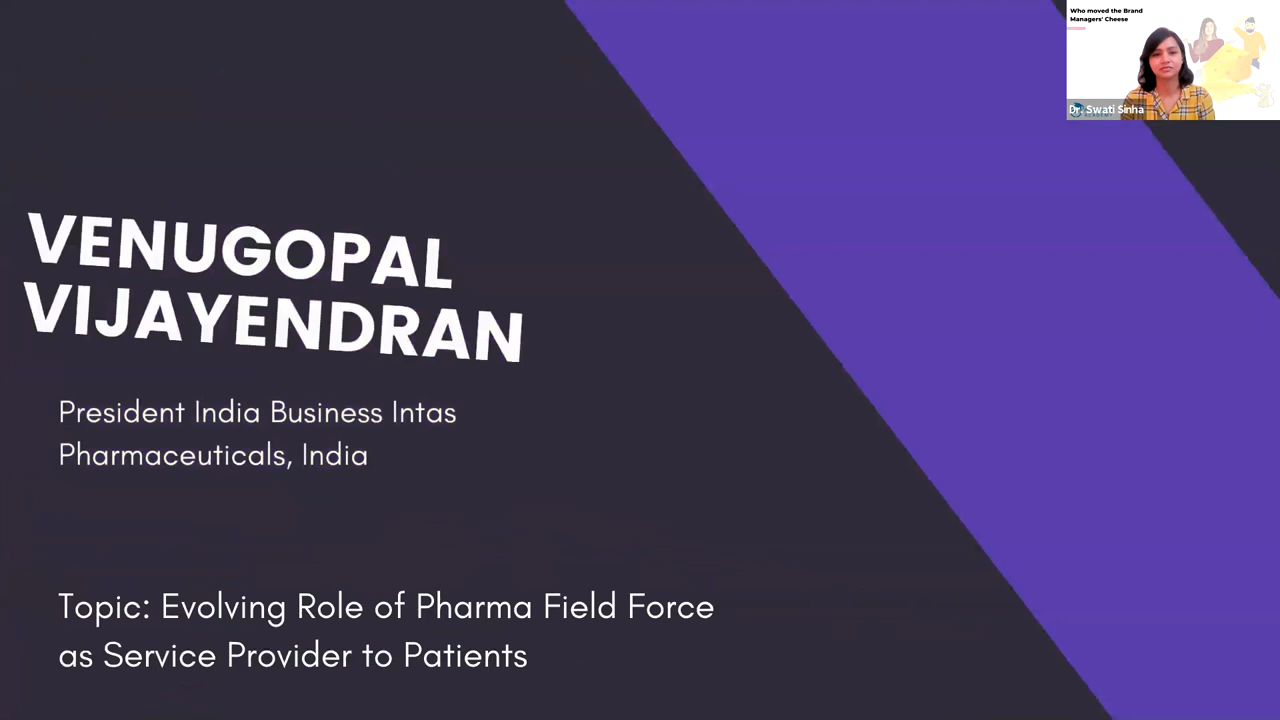 Who moved the Brand
Managers' Cheese
Dr. Swati Sinha
VENUGOPAL
VIJAYENDRAN
President India Business Intas
Pharmaceuticals, India
Topic: Evolving Role of Pharma Field Force
as Service Provider to Patients